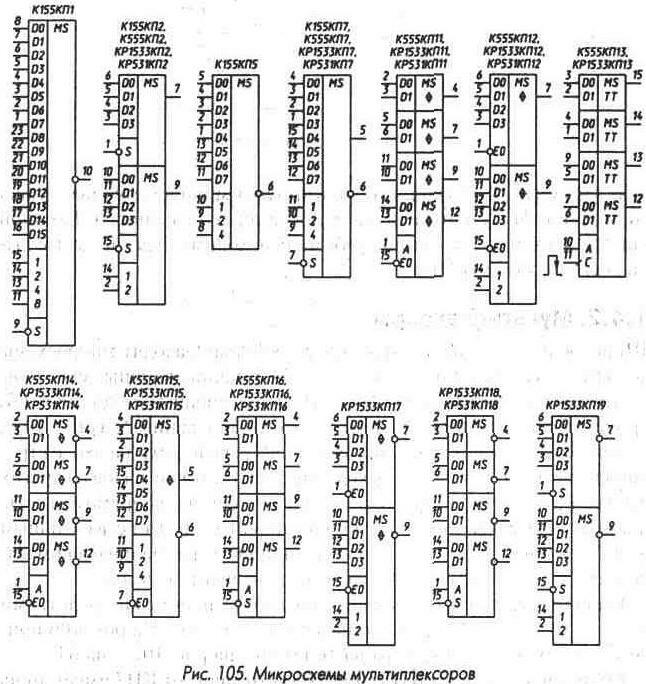 К155КП1
К155КП2,
К555КП2,
КР1533КП2,
КР531КП2
К155КП5
К155КП7,
К555КП7,
КР1533КП7,
КР531КП7
К555КП11,
КР1533КП11,
КР531КП11
К555КП12,
КР1533КП12,
КР531КП12
К555КП13,
КР1533КП13
8 D0 MS
7 D1
6 D2
5 D3
4 D4
3 D5
2 D6
1 D7
23 D8
22 D9
21 D10
20 D11
19 D12
18 D13
17 D14
16 D15
10
15 1
14 2
13 4
11 8
9 S
6 D0 MS 7
5 D1
4 D2
3 D3
1 S
10 D0 MS 9
11 D1
12 D2
13 D3
15 S
14 1
2 2
5 D0 MS
4 D1
3 D2
2 D3
1 D4
13 D5
12 D6
11 D7
6
10 1
9 2
8 4
4 D0 MS
3 D1
2 D2
1 D3
15 D4 5
14 D5
13 D6
12 D7
6
11 1
10 2
9 4
7 S
2 D0 MS 4
3 D1
5 D0 MS 7
6 D1
11 D0 MS 9
10 D1
14 D0 MS 12
13 D1
1 A
15 E0
6 D0 MS 7
5 D1
4 D2
3 D3
1 E0
10 D0 MS 9
11 D1
12 D2
13 D3
15 E0
14 1
2 2
3 D0 MS 15
2 D1 TT
4 D0 MS 14
1 D1 TT
9 D0 MS 13
5 D1 TT
7 D0 MS 12
6 D1 TT
10 A
11 C
К555КП14,
КР1533КП14,
КР531КП14
К555КП15,
КР1533КП15,
КР531КП15
К555КП16,
КР1533КП16,
КР531КП16
КР1533КП17
КР1533КП18,
КР531КП18
КР1533КП19
2 D0 MS 4
3 D1
5 D0 MS 7
6 D1
11 D0 MS 9
10 D1
14 D0 MS 12
13 D1
1 A
15 E0
4 D0 MS
3 D1
2 D2
1 D3
15 D4 5
14 D5
13 D6
12 D7
6
11 1
10 2
9 4
7 E0
2 D0 MS 4
3 D1
5 D0 MS 7
6 D1
11 D0 MS 9
10 D1
14 D0 MS 12
13 D1
1 A
15 S
6 D0 MS 7
5 D1
4 D2
3 D3
1 E0
10 D0 MS 9
11 D1
12 D2
13 D3
15 E0
14 1
2 2
2 D0 MS 4
3 D1
5 D0 MS 7
6 D1
11 D0 MS 9
10 D1
14 D0 MS 12
13 D1
1 A
15 S
6 D0 MS 7
5 D1
4 D2
3 D3
1 S
10 D0 MS 9
11 D1
12 D2
13 D3
15 S
14 1
2 2
Рис. 105. Микросхемы мультиплексоров